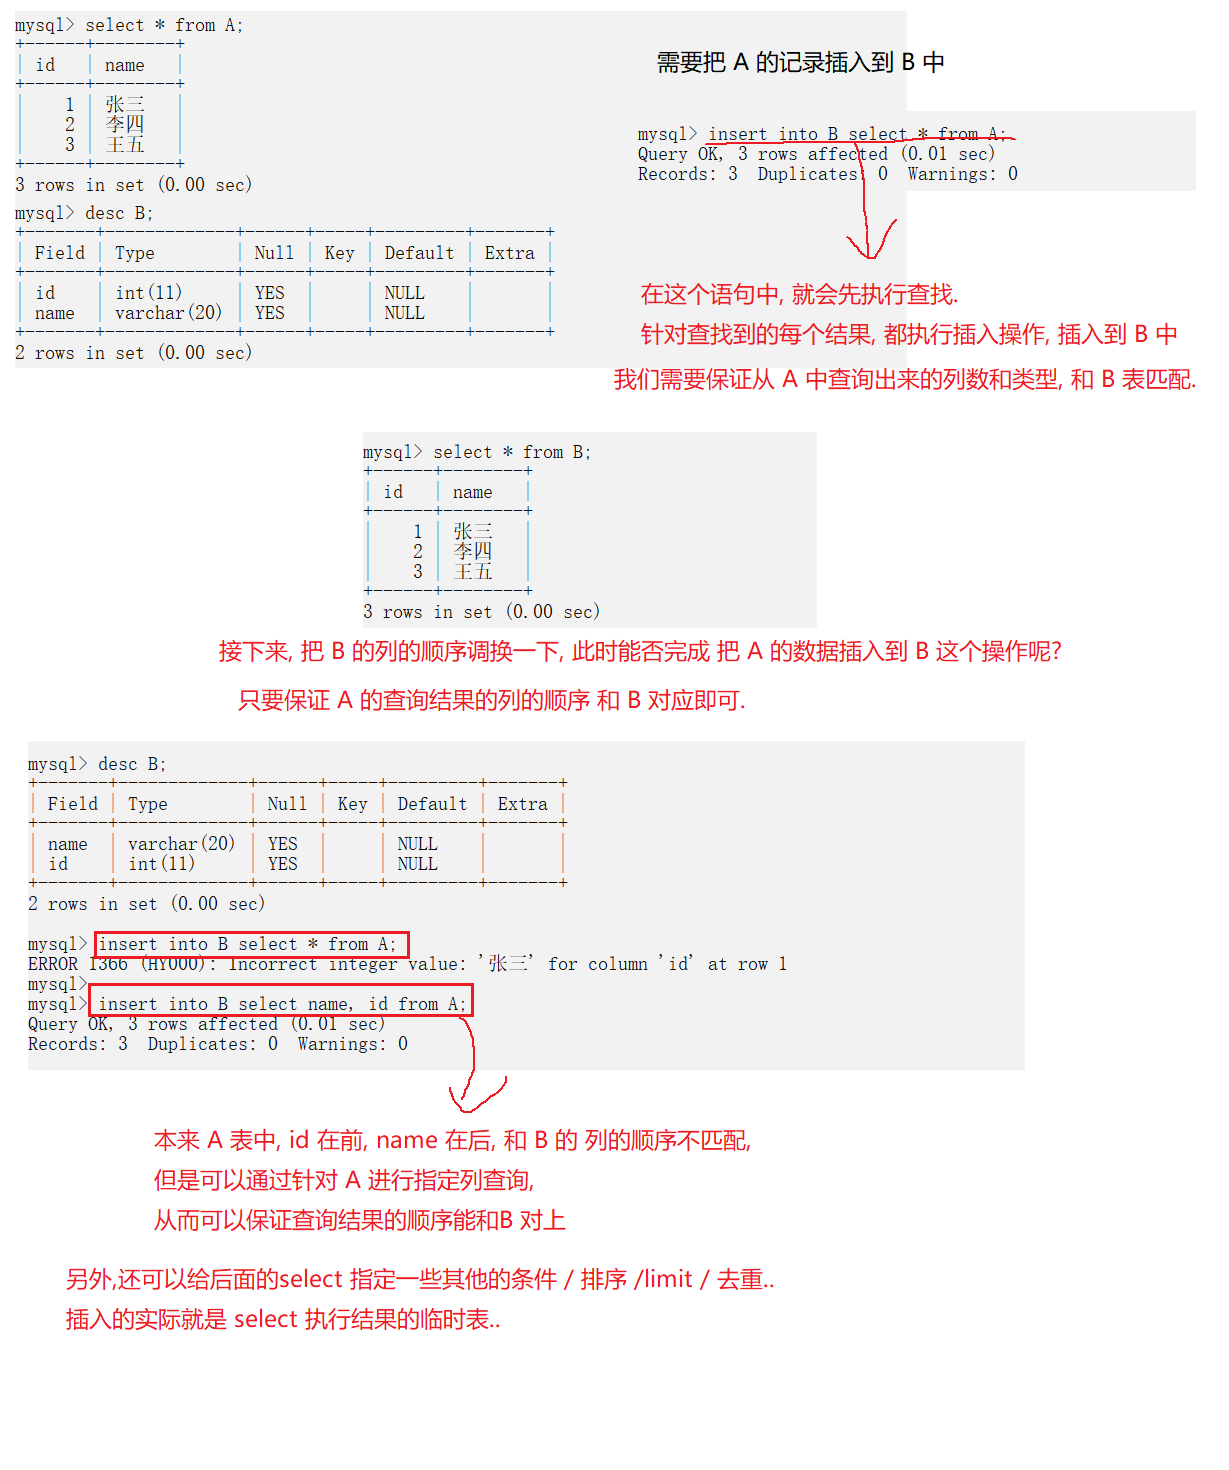 mysql> select * from A;
+------+--------+
| id   | name   |
+------+--------+
|    1 | 张三   |
|    2 | 李四   |
|    3 | 王五   |
+------+--------+
3 rows in set (0.00 sec)
需要把 A 的记录插入到 B 中
mysql> insert into B select * from A;
Query OK, 3 rows affected (0.01 sec)
Records: 3  Duplicates: 0  Warnings: 0
mysql> desc B;
+-------+-------------+------+-----+---------+-------+
| Field | Type        | Null | Key | Default | Extra |
+-------+-------------+------+-----+---------+-------+
| id    | int(11)     | YES  |     | NULL    |       |
| name  | varchar(20) | YES  |     | NULL    |       |
+-------+-------------+------+-----+---------+-------+
2 rows in set (0.00 sec)
在这个语句中, 就会先执行查找.
针对查找到的每个结果, 都执行插入操作, 插入到 B 中
我们需要保证从 A 中查询出来的列数和类型, 和 B 表匹配.
mysql> select * from B;
+------+--------+
| id   | name   |
+------+--------+
|    1 | 张三   |
|    2 | 李四   |
|    3 | 王五   |
+------+--------+
3 rows in set (0.00 sec)
接下来, 把 B 的列的顺序调换一下, 此时能否完成 把 A 的数据插入到 B 这个操作呢?
只要保证 A 的查询结果的列的顺序 和 B 对应即可.
mysql> desc B;
+-------+-------------+------+-----+---------+-------+
| Field | Type        | Null | Key | Default | Extra |
+-------+-------------+------+-----+---------+-------+
| name  | varchar(20) | YES  |     | NULL    |       |
| id    | int(11)     | YES  |     | NULL    |       |
+-------+-------------+------+-----+---------+-------+
2 rows in set (0.00 sec)
mysql> insert into B select * from A;
ERROR 1366 (HY000): Incorrect integer value: '张三' for column 'id' at row 1
mysql>
mysql> insert into B select name, id from A;
Query OK, 3 rows affected (0.01 sec)
Records: 3  Duplicates: 0  Warnings: 0
本来 A 表中, id 在前, name 在后, 和 B 的 列的顺序不匹配,
但是可以通过针对 A 进行指定列查询,
从而可以保证查询结果的顺序能和B 对上
另外,还可以给后面的select 指定一些其他的条件 / 排序 /limit / 去重..
插入的实际就是 select 执行结果的临时表..